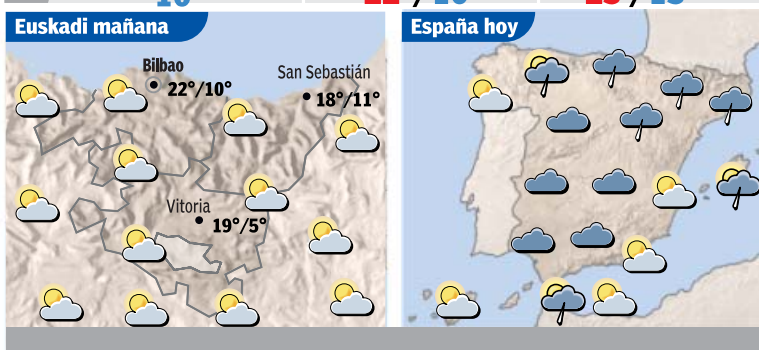 Euskadi mañana
España hoy
Bilbao
22°/10°
San Sebastián
18°/11°
Vitoria
19°/5°